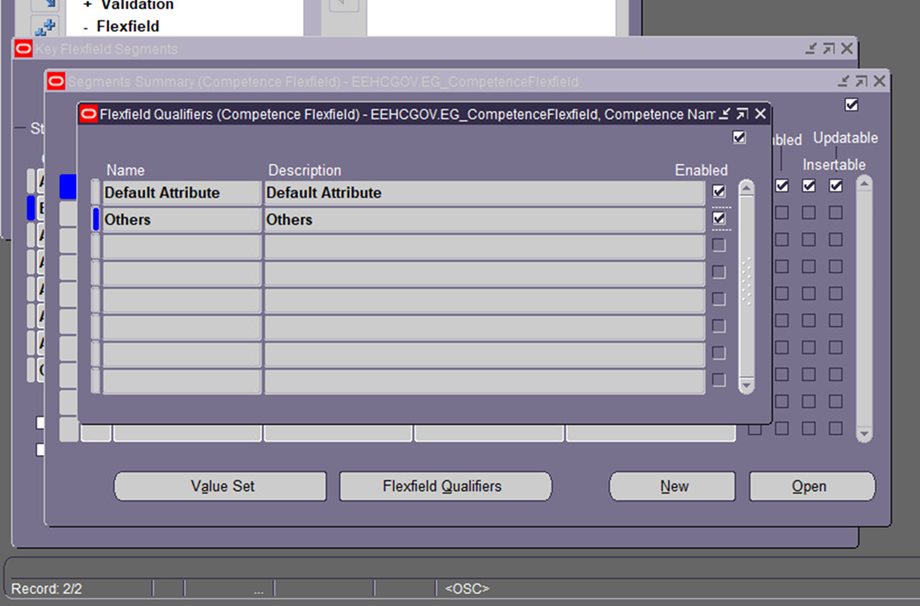 + Validation
- Flexfield
Key Flexfield Segments
Segments Summary (Competence Flexfield) - EEHCGOV.EG_CompetenceFlexfield
Flexfield Qualifiers (Competence Flexfield) - EEHCGOV.EG_CompetenceFlexfield, Competence Nam
Updatable
Insertable
Name Description Enabled
Default Attribute Default Attribute
Others Others
Value Set Flexfield Qualifiers New Open
Record: 2/2 ... <OSC>